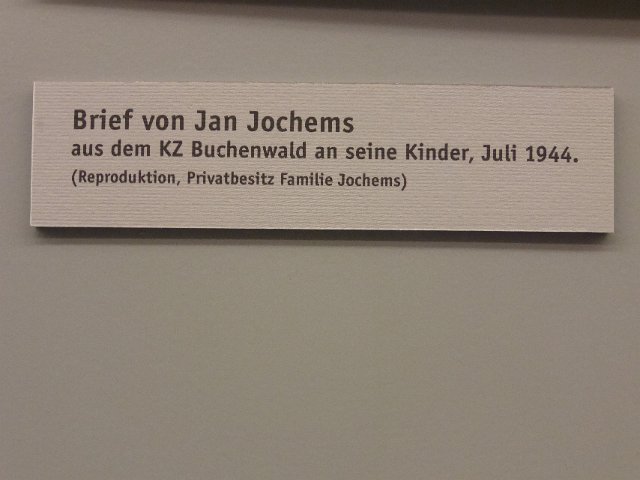 Brief von Jan Jochems
aus dem KZ Buchenwald an seine Kinder, Juli 1944.
(Reproduktion, Privatbesitz Familie Jochems)